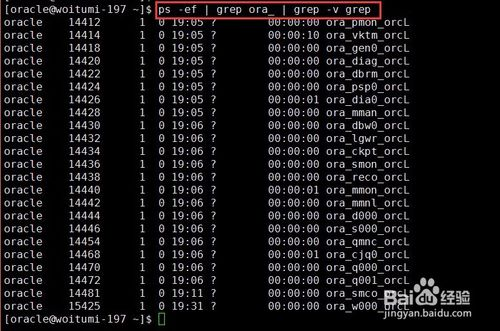 [oracle@woitumi-197 ~]$ ps -ef | grep ora_ | grep -v grep
oracle 14412 1 0 19:05 ? 00:00:00 ora_pmon_orcL
oracle 14414 1 0 19:05 ? 00:00:10 ora_vktm_orcL
oracle 14418 1 0 19:05 ? 00:00:00 ora_gen0_orcL
oracle 14420 1 0 19:05 ? 00:00:00 ora_diag_orcL
oracle 14422 1 0 19:05 ? 00:00:00 ora_dbrm_orcL
oracle 14424 1 0 19:05 ? 00:00:00 ora_psp0_orcL
oracle 14426 1 0 19:05 ? 00:00:01 ora_dia0_orcL
oracle 14428 1 0 19:05 ? 00:00:00 ora_mman_orcL
oracle 14430 1 0 19:06 ? 00:00:00 ora_dbw0_orcL
oracle 14432 1 0 19:06 ? 00:00:00 ora_lgwr_orcL
oracle 14434 1 0 19:06 ? 00:00:00 ora_ckpt_orcL
oracle 14436 1 0 19:06 ? 00:00:00 ora_smon_orcL
oracle 14438 1 0 19:06 ? 00:00:00 ora_reco_orcL
oracle 14440 1 0 19:06 ? 00:00:01 ora_mmon_orcL
oracle 14442 1 0 19:06 ? 00:00:00 ora_mmnl_orcL
oracle 14444 1 0 19:06 ? 00:00:00 ora_d000_orcL
oracle 14446 1 0 19:06 ? 00:00:00 ora_s000_orcL
oracle 14454 1 0 19:06 ? 00:00:00 ora_qmnc_orcL
oracle 14468 1 0 19:06 ? 00:00:01 ora_cjq0_orcL
oracle 14470 1 0 19:06 ? 00:00:00 ora_q000_orcL
oracle 14472 1 0 19:06 ? 00:00:00 ora_q001_orcL
oracle 14481 1 0 19:11 ? 00:00:00 ora_smco_orcL
oracle 15425 1 0 19:31 ? 00:00:00 ora_w000_orcL
[oracle@woitumi-197 ~]$
Baidu 经验
jingyan.baidu.com